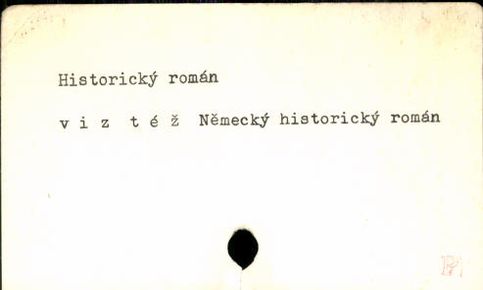 Historický román
v i z  t é ž  Německý historický román